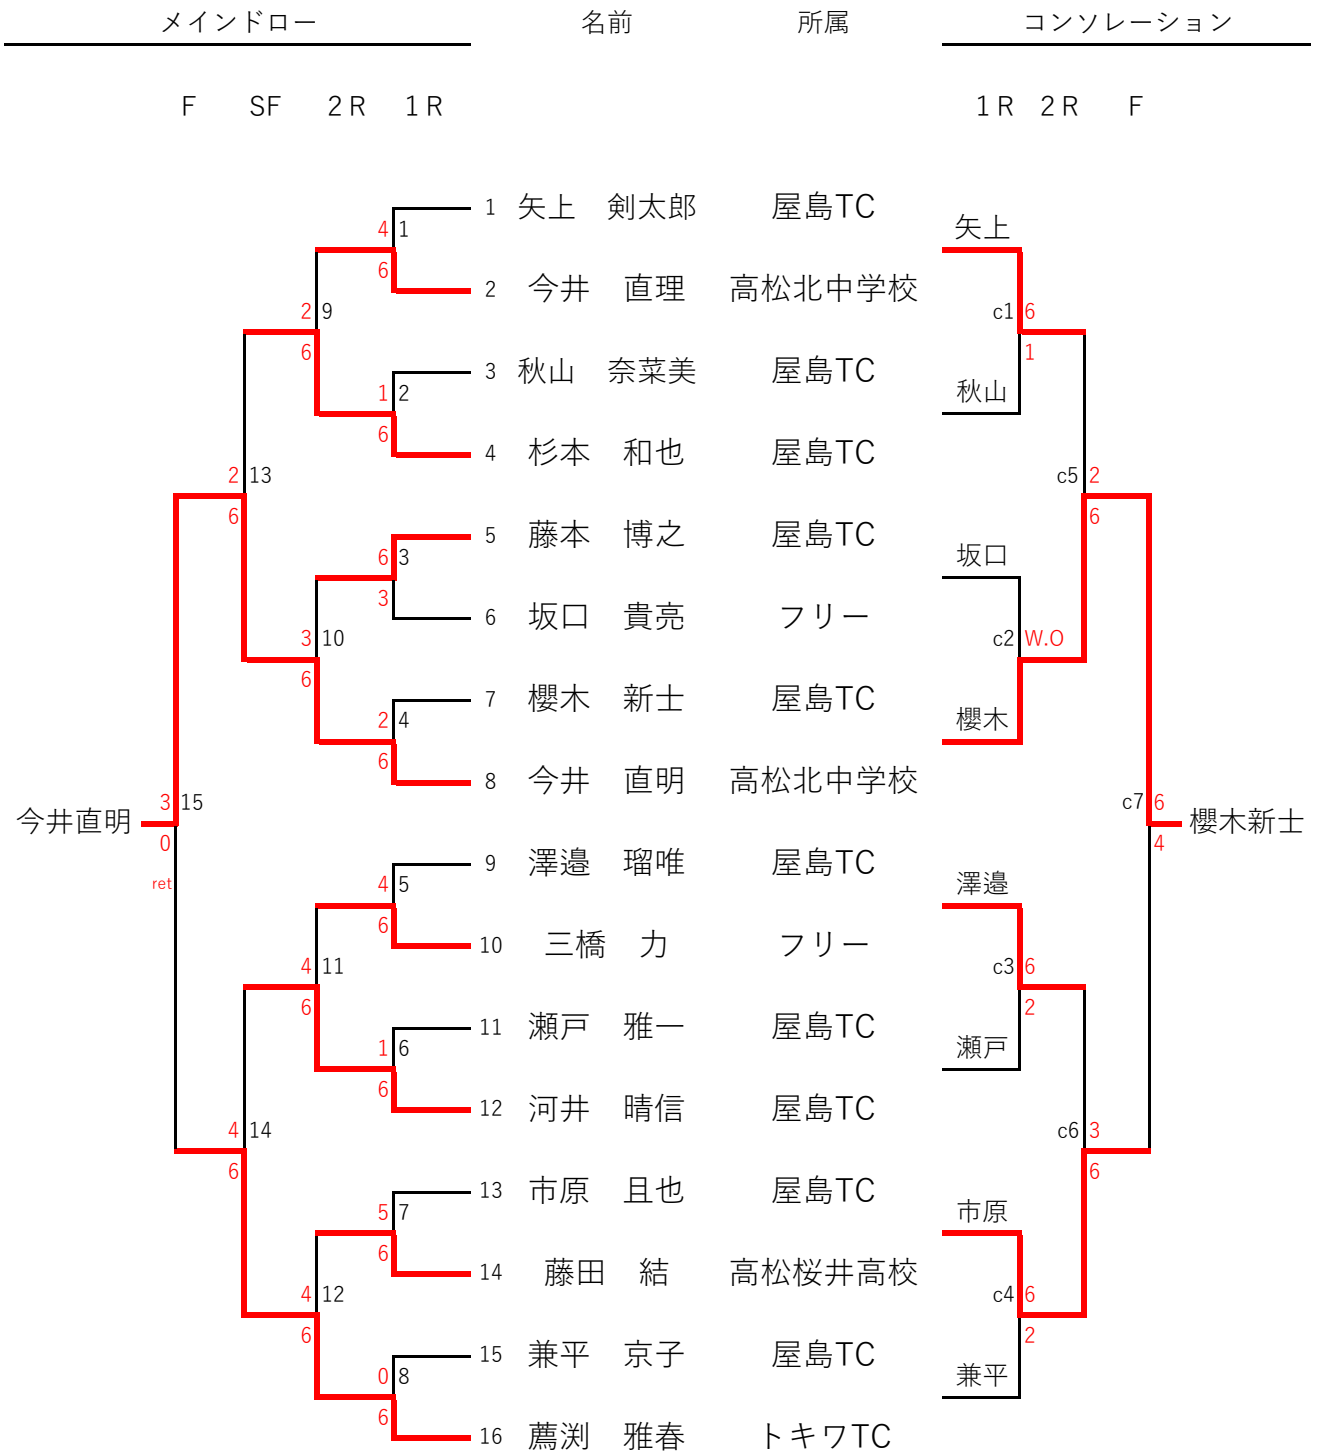 メインドロー 名前 所属 コンソレーション
F SF 2R 1R 1R 2R F
1 矢上 剣太郎 屋島TC 矢上
4 1
6
2 今井 直理 高松北中学校
2 9 c1 6
6 1
3 秋山 奈菜美 屋島TC 秋山
1 2
6
4 杉本 和也 屋島TC
2 13 c5 2
6 6
5 藤本 博之 屋島TC 坂口
6 3
3
6 坂口 貴亮 フリー
3 10 c2 W.O
6
7 櫻木 新士 屋島TC 櫻木
2 4
6
8 今井 直明 高松北中学校
今井直明 3 15 c7 6 櫻木新士
0 4
ret
9 澤邉 瑠唯 屋島TC 澤邉
4 5
6
10 三橋 力 フリー
4 11 c3 6
6 2
11 瀬戸 雅一 屋島TC 瀬戸
1 6
6
12 河井 晴信 屋島TC
4 14 c6 3
6 6
13 市原 且也 屋島TC 市原
5 7
6
14 藤田 結 高松桜井高校
4 12 c4 6
6 2
15 兼平 京子 屋島TC 兼平
0 8
6
16 薦渕 雅春 トキワTC